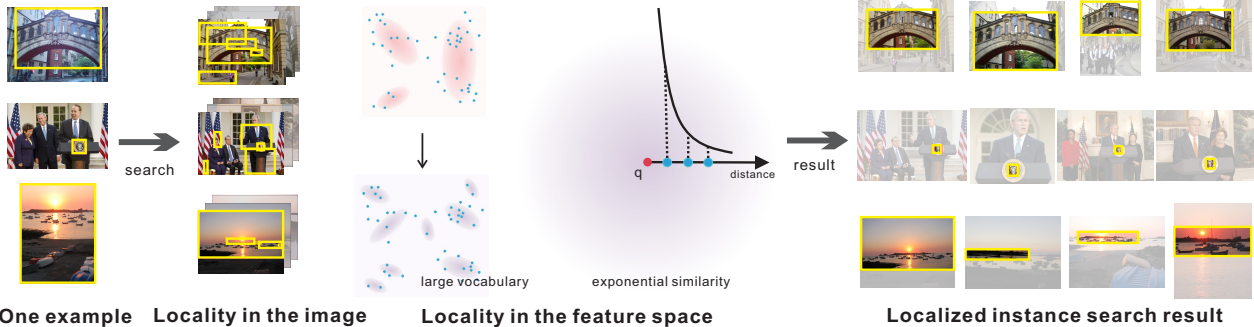 search
large vocabulary
q
distance
exponential similarity
result
One example
Locality in the image
Locality in the feature space
Localized instance search result